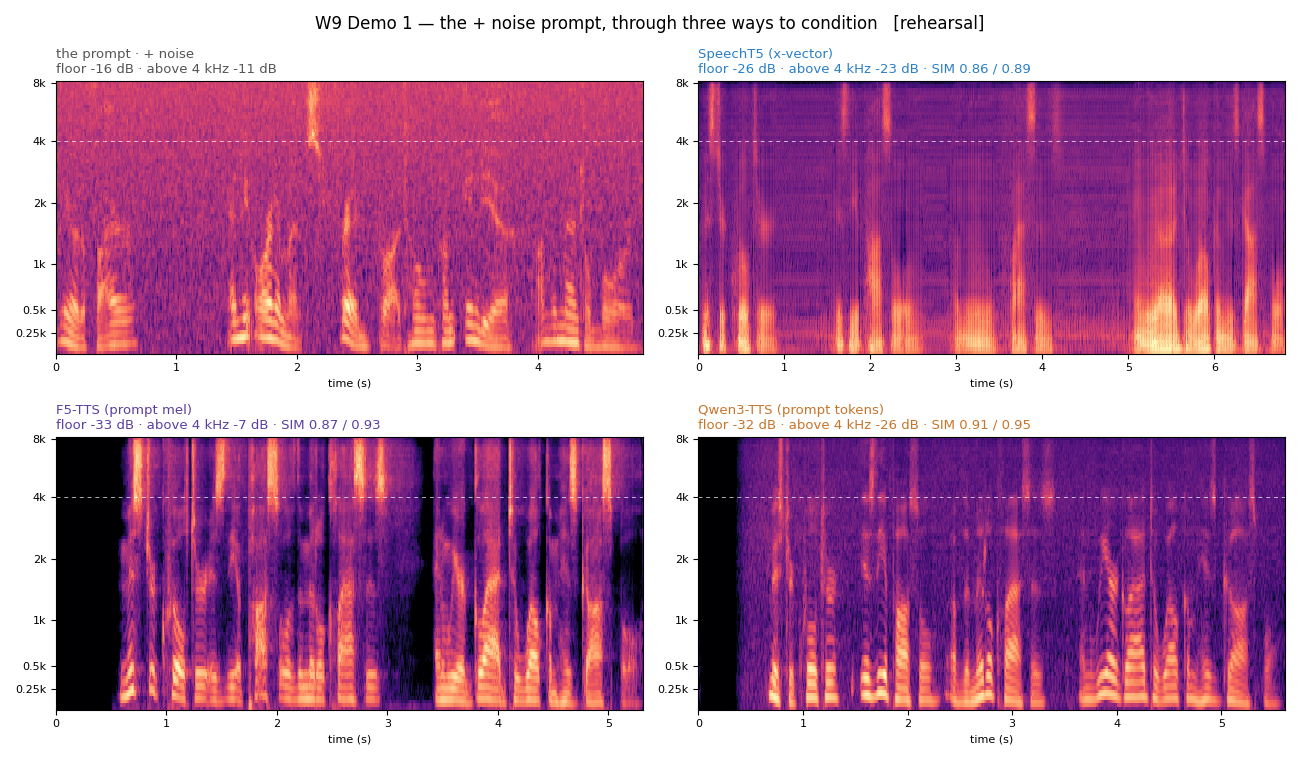 W9 Demo 1 — the + noise prompt, through three ways to condition   [rehearsal]
the prompt · + noise
floor -16 dB · above 4 kHz -11 dB
8k
4k
2k
1k
0.5k
0.25k
0 1 2 3 4
time (s)
SpeechT5 (x-vector)
floor -26 dB · above 4 kHz -23 dB · SIM 0.86 / 0.89
8k
4k
2k
1k
0.5k
0.25k
0 1 2 3 4 5 6
time (s)
F5-TTS (prompt mel)
floor -33 dB · above 4 kHz -7 dB · SIM 0.87 / 0.93
8k
4k
2k
1k
0.5k
0.25k
0 1 2 3 4 5
time (s)
Qwen3-TTS (prompt tokens)
floor -32 dB · above 4 kHz -26 dB · SIM 0.91 / 0.95
8k
4k
2k
1k
0.5k
0.25k
0 1 2 3 4 5
time (s)